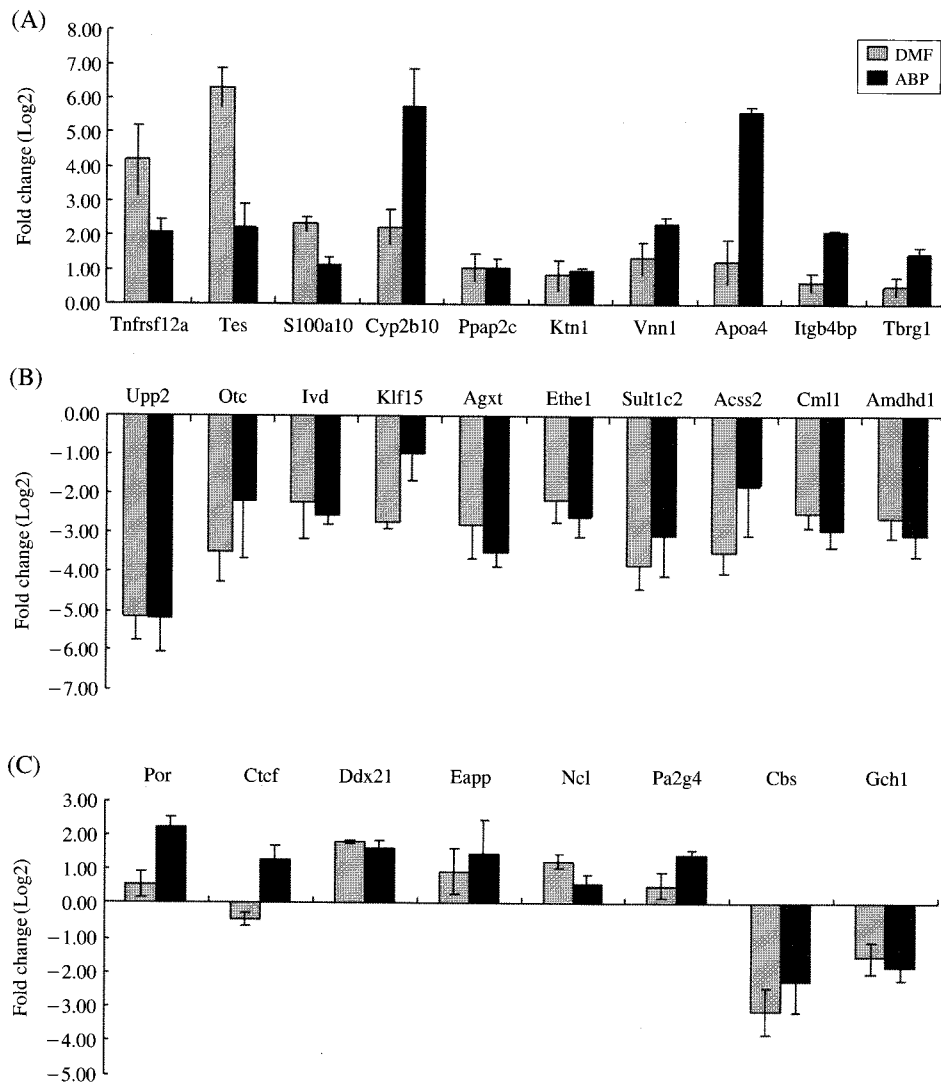 (A)
8.00
7.00
6.00
5.00
4.00
3.00
2.00
1.00
0.00
Fold change (Log2)
DMF
ABP
Tnfrsf12a Tes S100a10 Cyp2b10 Ppap2c Ktn1 Vnn1 Apoa4 Itgb4bp Tbrg1
(B)
Upp2 Otc Ivd Klf15 Agxt Ethe1 Sult1c2 Acss2 Cml1 Amdhd1
0.00
−1.00
−2.00
−3.00
−4.00
−5.00
−6.00
−7.00
Fold change (Log2)
(C)
Por Ctcf Ddx21 Eapp Ncl Pa2g4 Cbs Gch1
3.00
2.00
1.00
0.00
−1.00
−2.00
−3.00
−4.00
−5.00
Fold change (Log2)